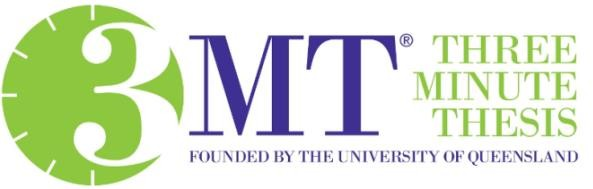 3MT® THREE
MINUTE
THESIS
FOUNDED BY THE UNIVERSITY OF QUEENSLAND